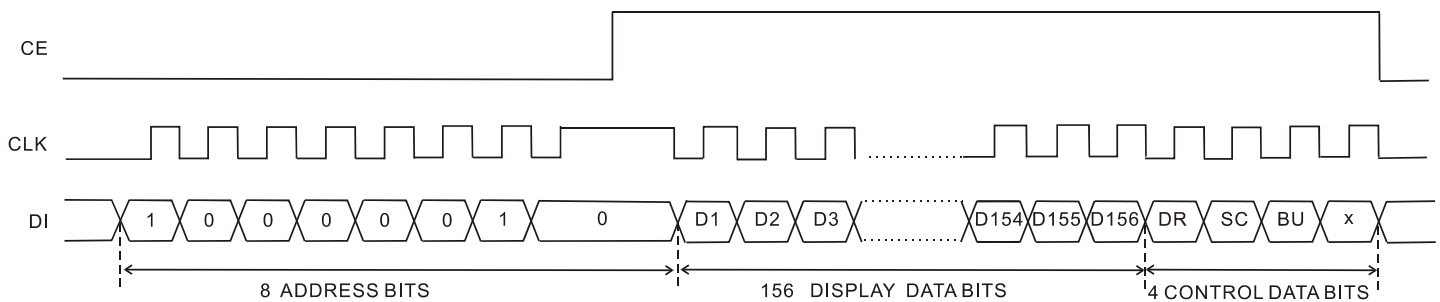 CE
CLK
DI 1 0 0 0 0 0 1 0 D1 D2 D3 D154 D155 D156 DR SC BU x
8 ADDRESS BITS 156 DISPLAY DATA BITS 4 CONTROL DATA BITS